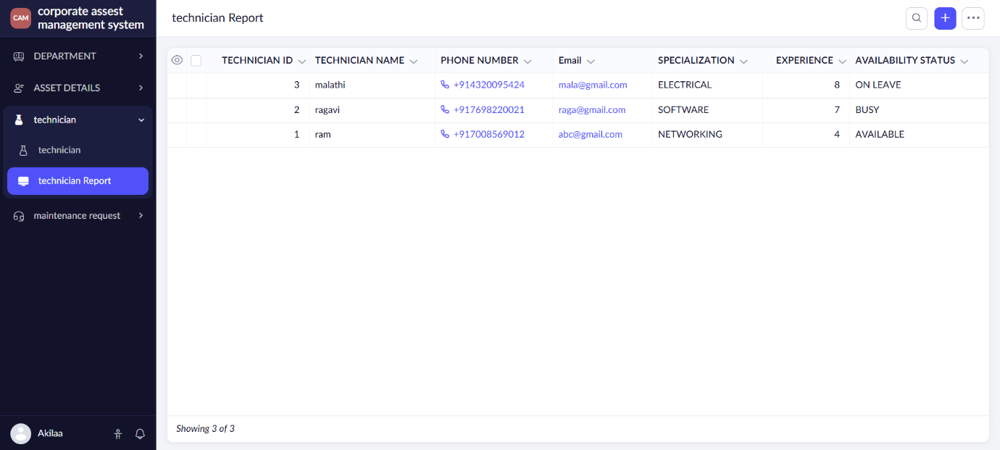 CAM
corporate assest
management system
technician Report
DEPARTMENT
ASSET DETAILS
technician
technician
technician Report
maintenance request
TECHNICIAN ID TECHNICIAN NAME PHONE NUMBER Email SPECIALIZATION EXPERIENCE AVAILABILITY STATUS
3 malathi +914320095424 mala@gmail.com ELECTRICAL 8 ON LEAVE
2 ragavi +917698220021 raga@gmail.com SOFTWARE 7 BUSY
1 ram +917008569012 abc@gmail.com NETWORKING 4 AVAILABLE
Showing 3 of 3
Akilaa